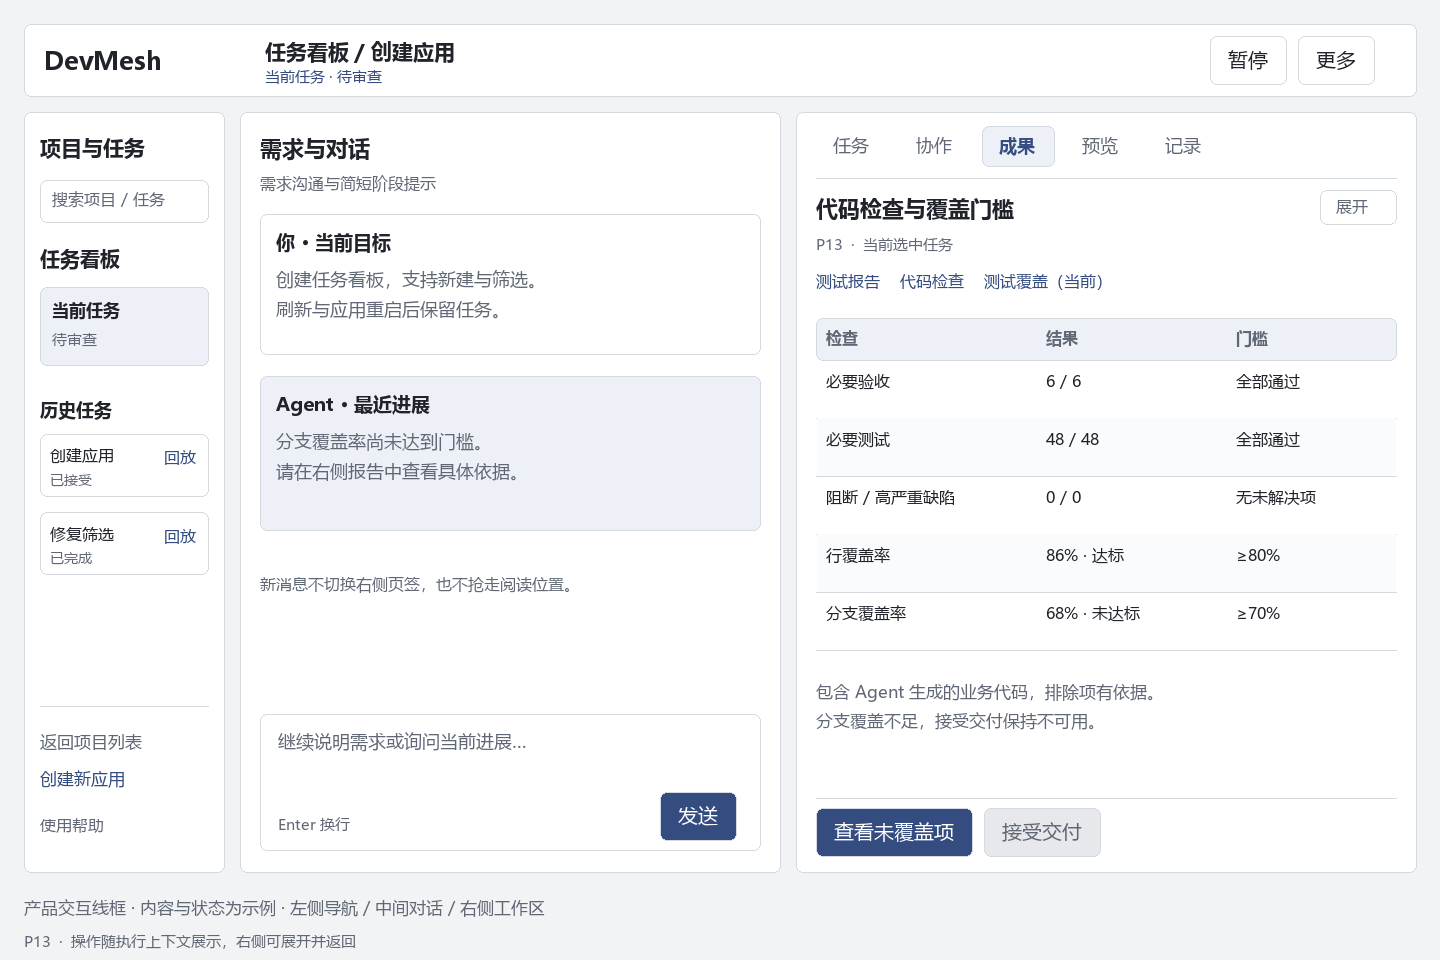 DevMesh
任务看板 / 创建应用
当前任务 · 待审查
暂停
更多
项目与任务
搜索项目 / 任务
任务看板
当前任务
待审查
历史任务
创建应用
回放
已接受
修复筛选
回放
已完成
返回项目列表
创建新应用
使用帮助
需求与对话
需求沟通与简短阶段提示
你 · 当前目标
创建任务看板，支持新建与筛选。
刷新与应用重启后保留任务。
Agent · 最近进展
分支覆盖率尚未达到门槛。
请在右侧报告中查看具体依据。
新消息不切换右侧页签，也不抢走阅读位置。
继续说明需求或询问当前进展...
Enter 换行
发送
任务 协作 成果 预览 记录
代码检查与覆盖门槛
展开
P13 · 当前选中任务
测试报告 代码检查 测试覆盖（当前）
检查 结果 门槛
必要验收 6 / 6 全部通过
必要测试 48 / 48 全部通过
阻断 / 高严重缺陷 0 / 0 无未解决项
行覆盖率 86% · 达标 ≥80%
分支覆盖率 68% · 未达标 ≥70%
包含 Agent 生成的业务代码，排除项有依据。
分支覆盖不足，接受交付保持不可用。
查看未覆盖项
接受交付
产品交互线框 · 内容与状态为示例 · 左侧导航 / 中间对话 / 右侧工作区
P13 · 操作随执行上下文展示，右侧可展开并返回